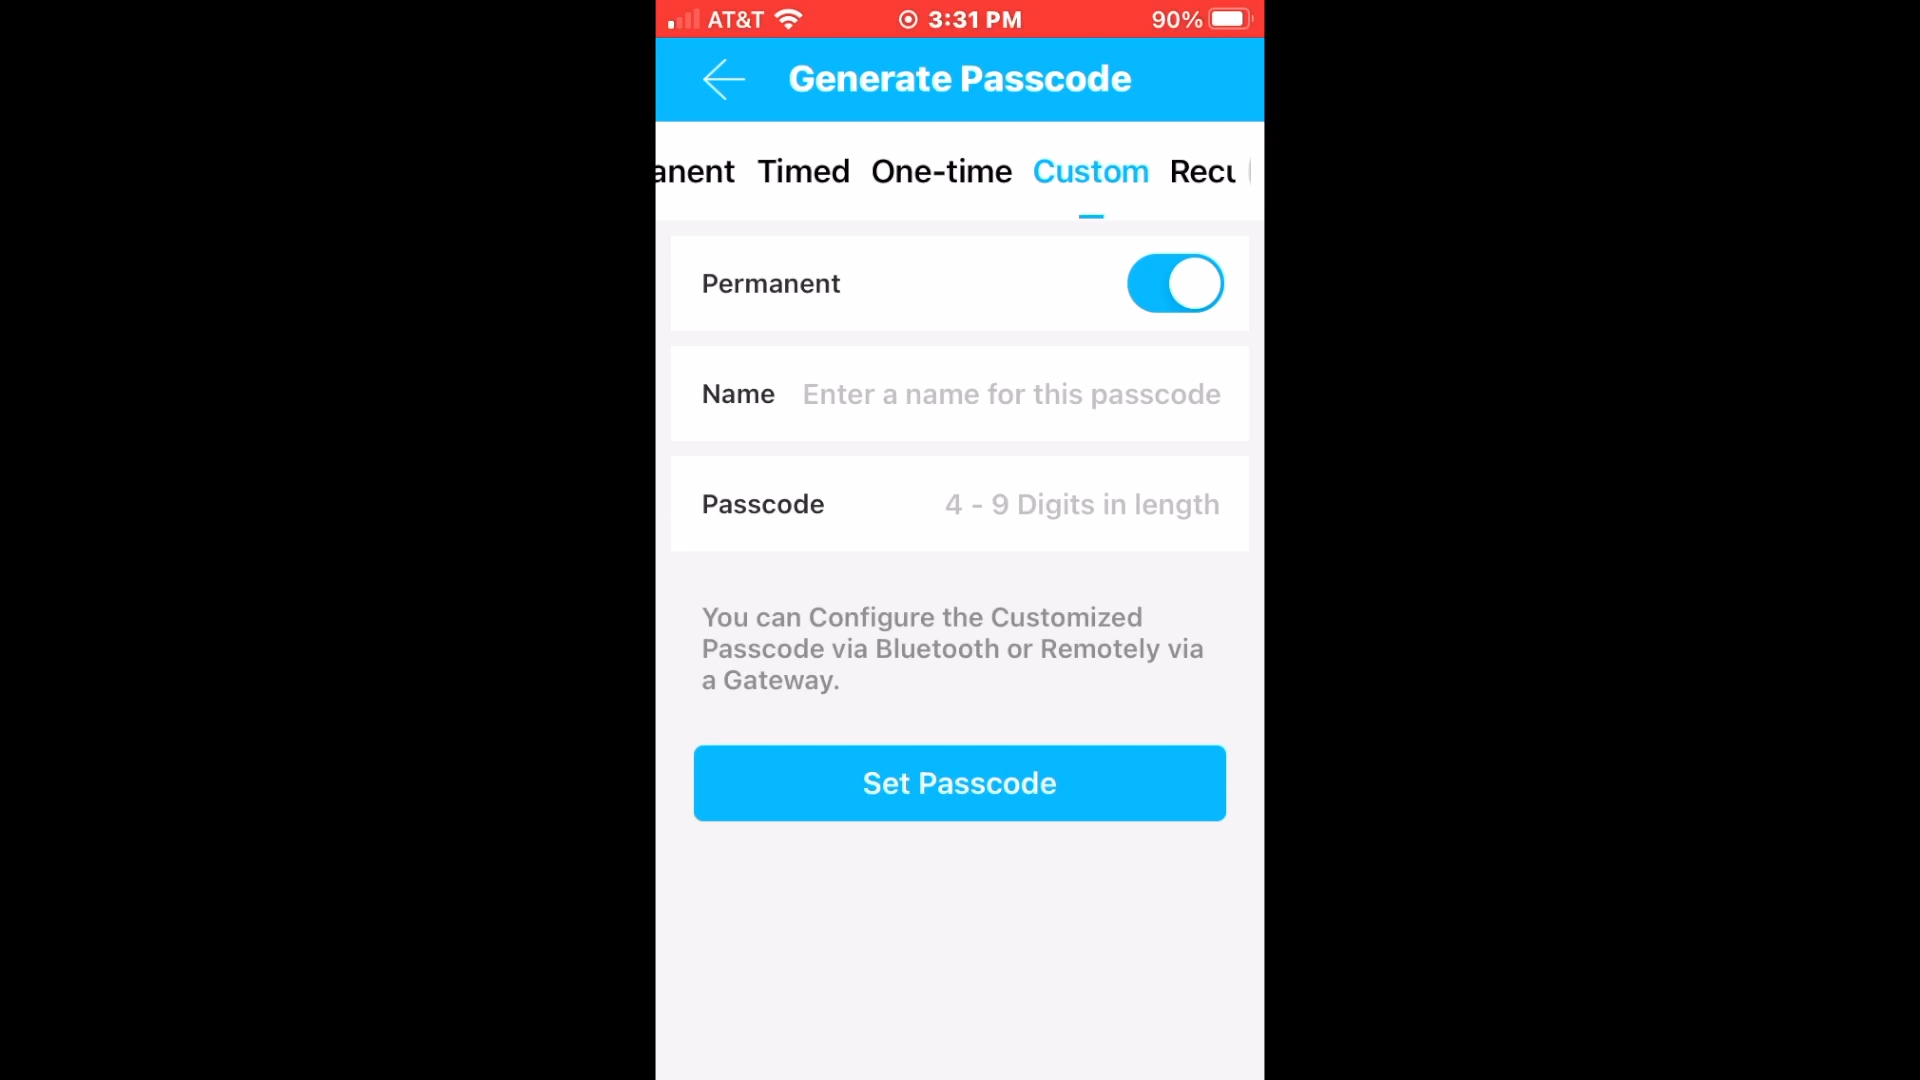 AT&T 3:31 PM 90%
Generate Passcode
anent Timed One-time Custom Recu
Permanent
Name Enter a name for this passcode
Passcode 4 - 9 Digits in length
You can Configure the Customized
Passcode via Bluetooth or Remotely via
a Gateway.
Set Passcode